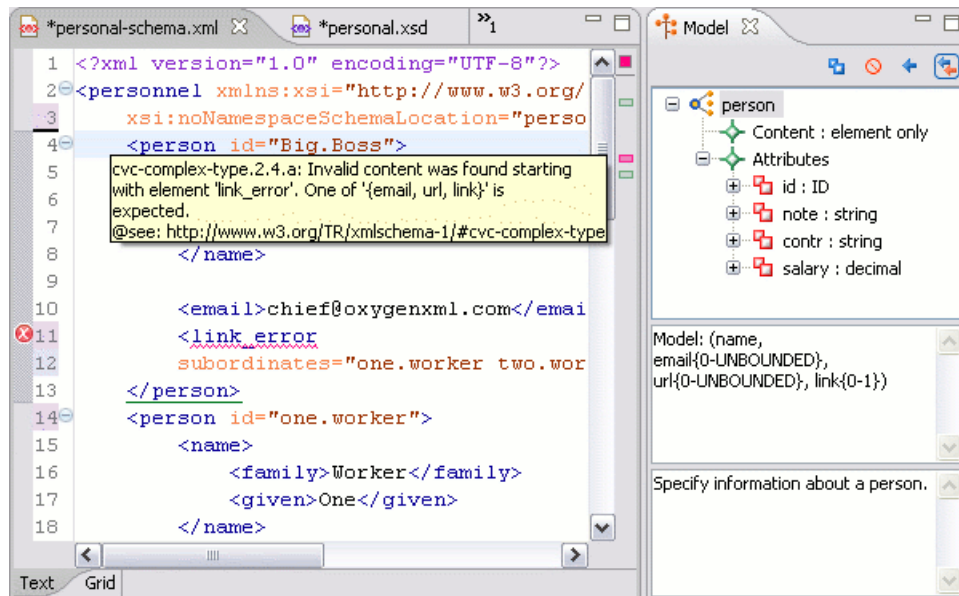 *personal-schema.xml
*personal.xsd
»1
1 <?xml version="1.0" encoding="UTF-8"?>
2 <personnel xmlns:xsi="http://www.w3.org/
3 xsi:noNamespaceSchemaLocation="perso
4 <person id="Big.Boss">
5
cvc-complex-type.2.4.a: Invalid content was found starting
with element 'link_error'. One of '{email, url, link}' is
6
expected.
7
@see: http://www.w3.org/TR/xmlschema-1/#cvc-complex-type
8 </name>
9
10 <email>chief@oxygenxml.com</emai
11 <link_error
12 subordinates="one.worker two.wor
13 </person>
14 <person id="one.worker">
15 <name>
16 <family>Worker</family>
17 <given>One</given>
18 </name>
Text
Grid
Model
person
Content : element only
Attributes
id : ID
note : string
contr : string
salary : decimal
Model: (name,
email{0-UNBOUNDED},
url{0-UNBOUNDED}, link{0-1})
Specify information about a person.